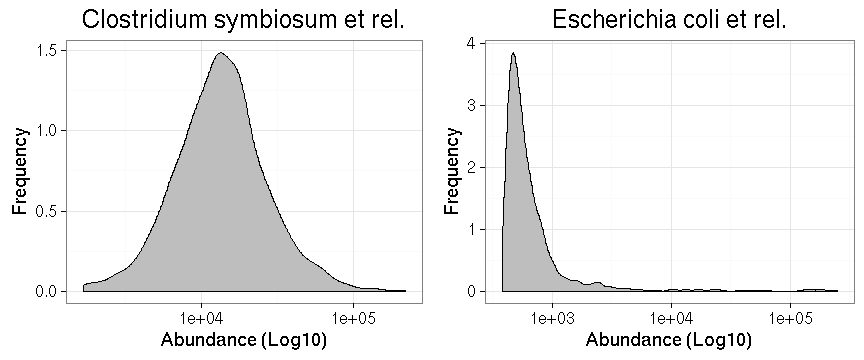 Clostridium symbiosum et rel.
1.5
1.0
0.5
0.0
Frequency
1e+04 1e+05
Abundance (Log10)
Escherichia coli et rel.
4
3
2
1
0
Frequency
1e+03 1e+04 1e+05
Abundance (Log10)